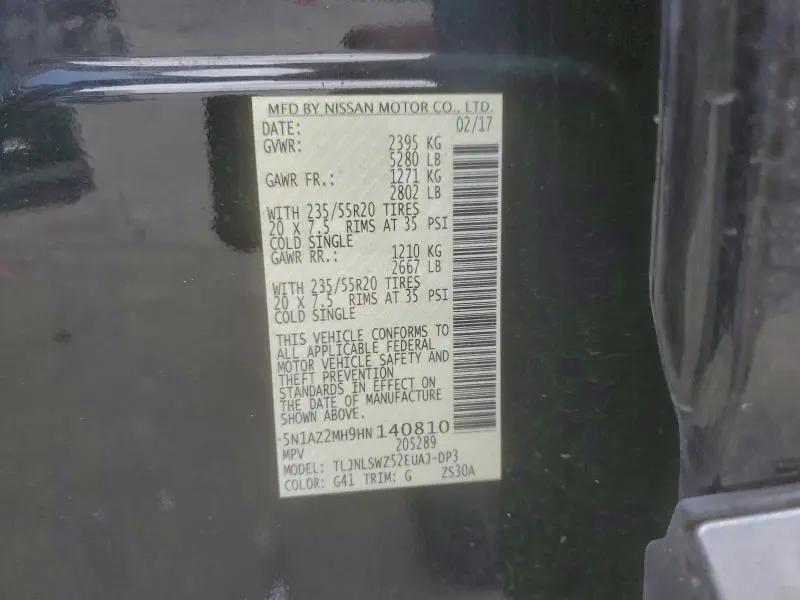 MFD BY NISSAN MOTOR CO., LTD.
DATE: 02/17
GVWR: 2395 KG
5280 LB
GAWR FR.: 1271 KG
2802 LB
WITH 235/55R20 TIRES
20 X 7.5 RIMS AT 35 PSI
COLD SINGLE
GAWR RR.: 1210 KG
2667 LB
WITH 235/55R20 TIRES
20 X 7.5 RIMS AT 35 PSI
COLD SINGLE
THIS VEHICLE CONFORMS TO
ALL APPLICABLE FEDERAL
MOTOR VEHICLE SAFETY AND
THEFT PREVENTION
STANDARDS IN EFFECT ON
THE DATE OF MANUFACTURE
SHOWN ABOVE.
5N1AZ2MH9HN140810
MPV 205289
MODEL: TLJNLSWZ52EUAJ-DP3
COLOR: G41 TRIM: G ZS30A